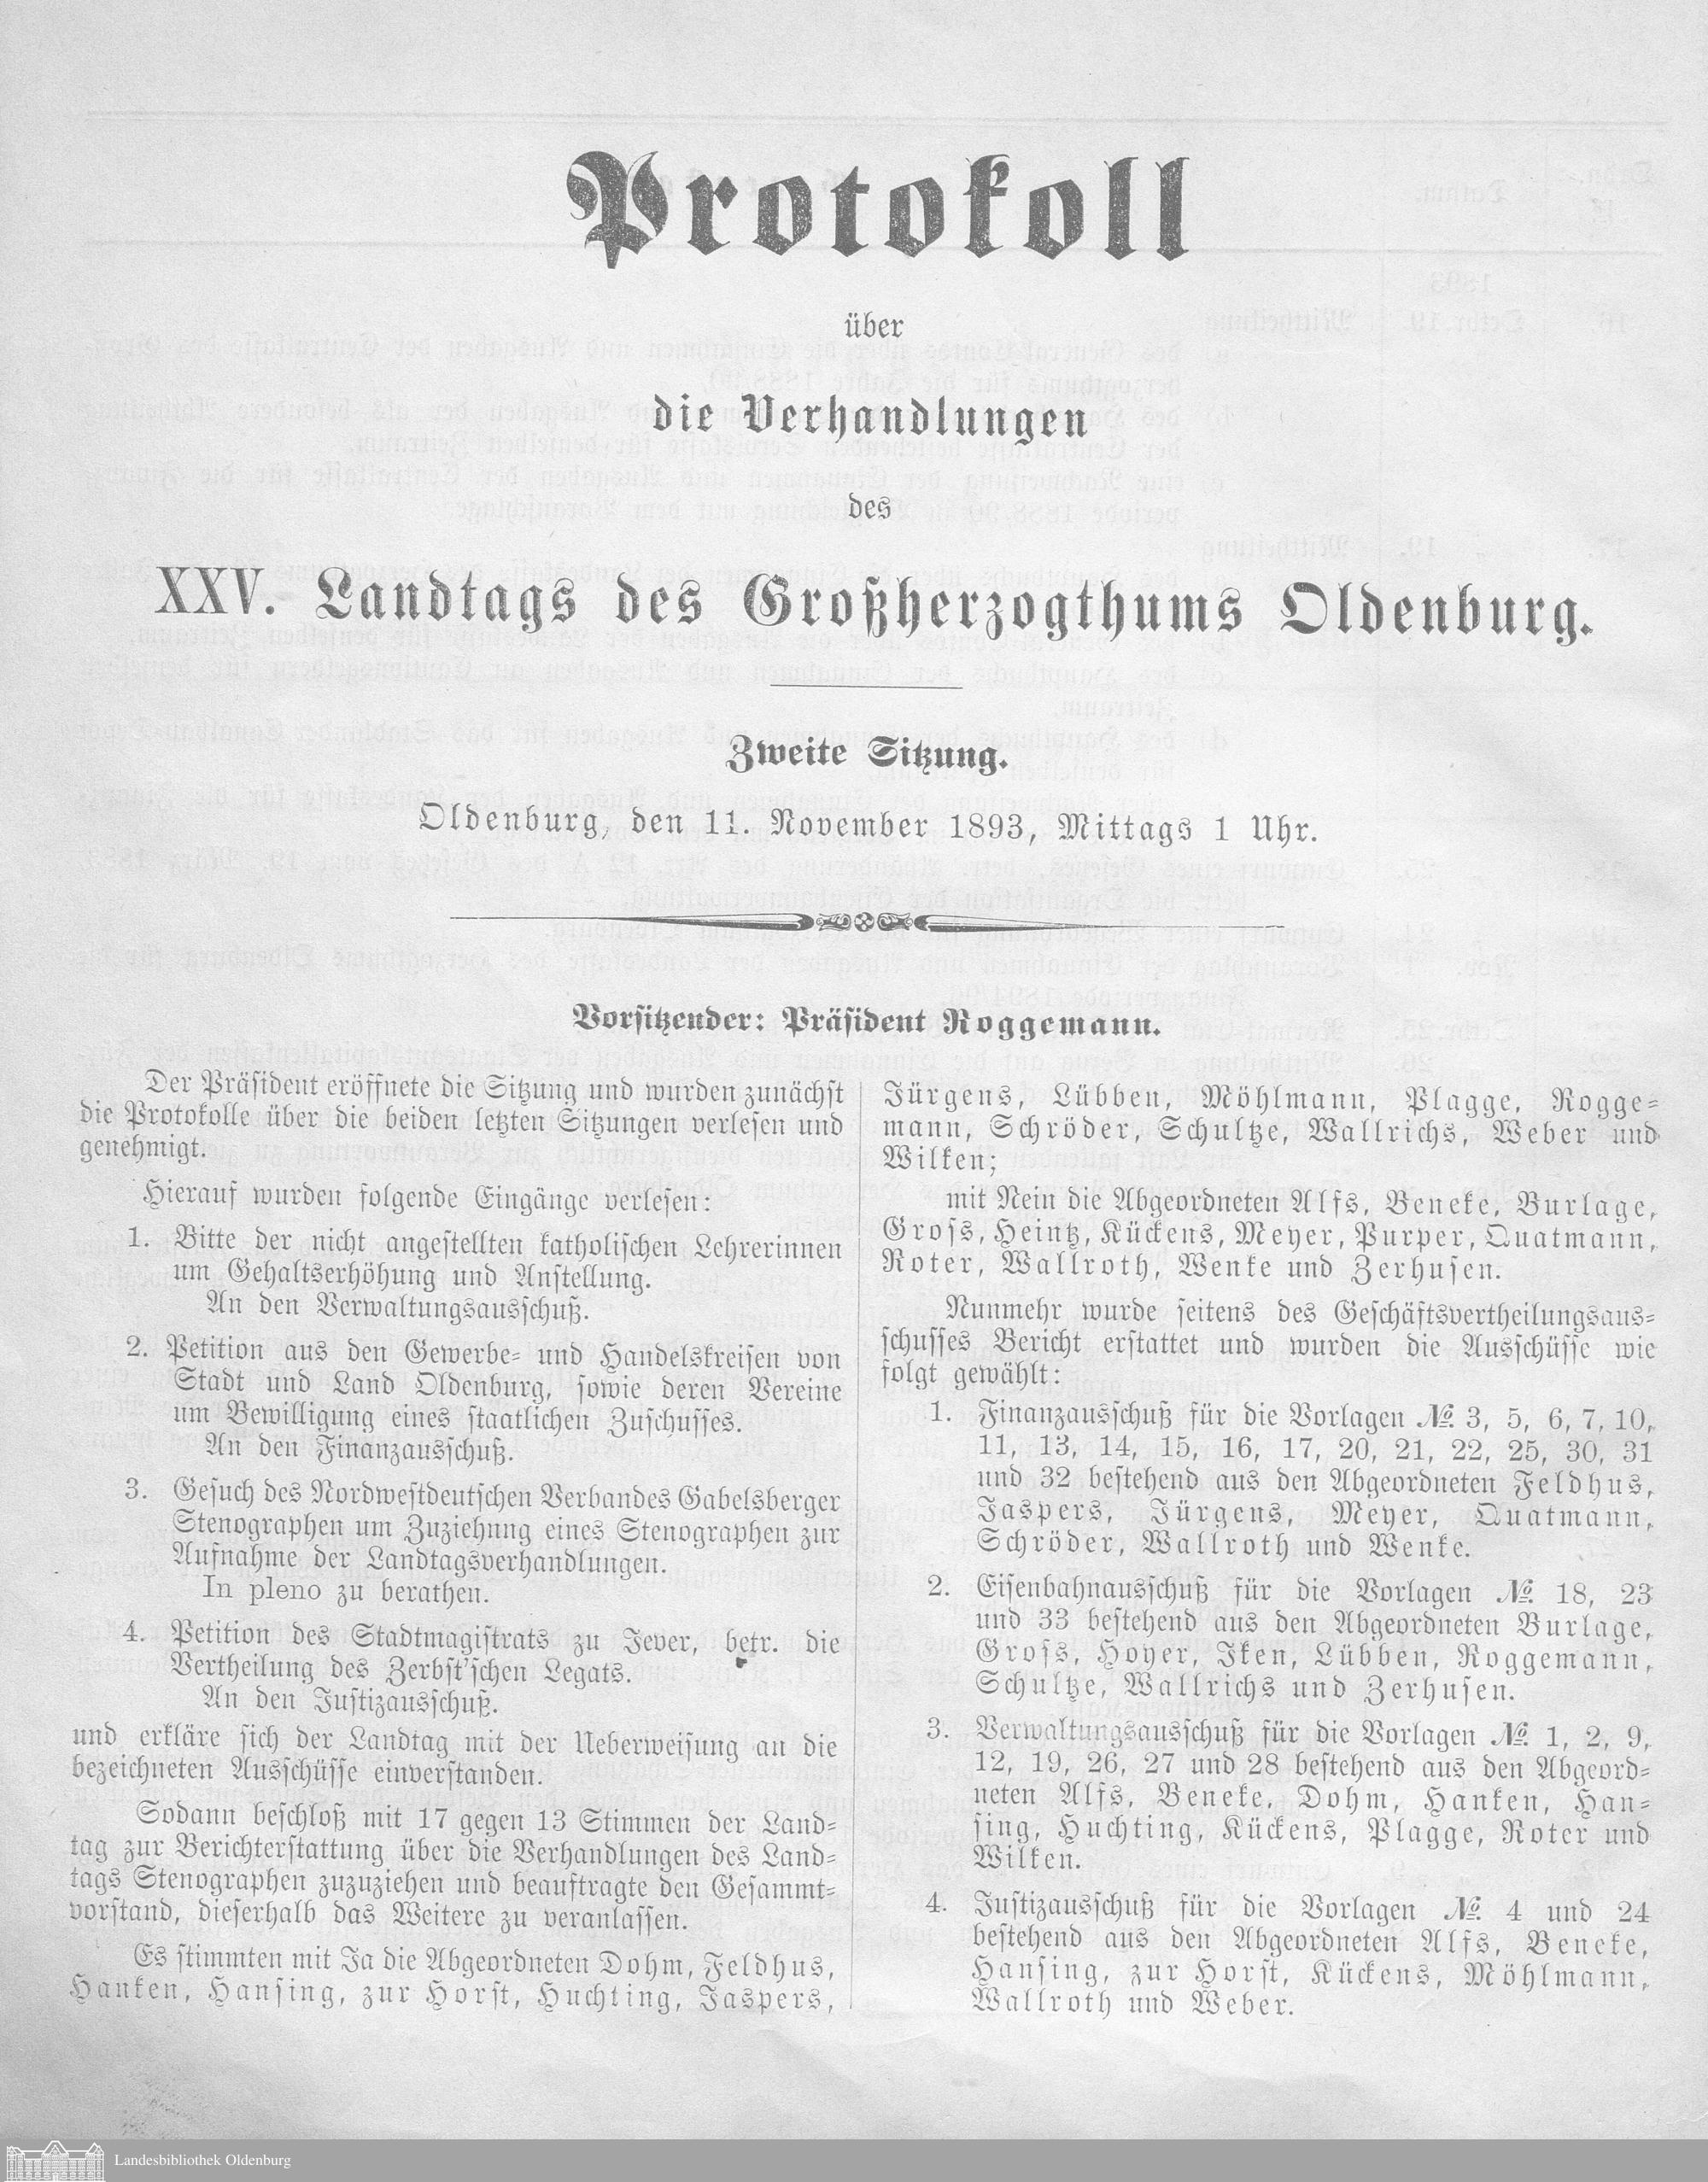 Protokoll
über
die Verhandlungen
des
XXV. Landtags des Großherzogthums Oldenburg.
Zweite Sitzung.
Oldenburg, den 11. November 1893, Mittags 1 Uhr.
Vorsitzender: Präsident Roggemann.
Der Präsident eröffnete die Sitzung und wurden zunächst
die Protokolle über die beiden letzten Sitzungen verlesen und
genehmigt.
Hierauf wurden folgende Eingänge verlesen:
1. Bitte der nicht angestellten katholischen Lehrerinnen
um Gehaltserhöhung und Anstellung.
An den Verwaltungsausschuß.
2. Petition aus den Gewerbe- und Handelskreisen von
Stadt und Land Oldenburg, sowie deren Vereine
um Bewilligung eines staatlichen Zuschusses.
An den Finanzausschuß.
3. Gesuch des Nordwestdeutschen Verbandes Gabelsberger
Stenographen um Zuziehung eines Stenographen zur
Aufnahme der Landtagsverhandlungen.
In pleno zu berathen.
4. Petition des Stadtmagistrats zu Jever, betr. die
Vertheilung des Zerbst'schen Legats.
An den Justizausschuß.
und erkläre sich der Landtag mit der Ueberweisung an die
bezeichneten Ausschüsse einverstanden.
Sodann beschloß mit 17 gegen 13 Stimmen der Land-
tag zur Berichterstattung über die Verhandlungen des Land-
tags Stenographen zuzuziehen und beauftragte den Gesammt-
vorstand, dieserhalb das Weitere zu veranlassen.
Es stimmten mit Ja die Abgeordneten Dohm, Feldhus,
Hanken, Hansing, zur Horst, Huchting, Jaspers,
Jürgens, Lübben, Möhlmann, Plagge, Rogge-
mann, Schröder, Schultze, Wallrichs, Weber und
Wilken;
mit Nein die Abgeordneten Alfs, Beneke, Burlage,
Gross, Heintz, Kückens, Meyer, Purper, Quatmann,
Roter, Wallroth, Wenke und Zerhusen.
Nunmehr wurde seitens des Geschäftsvertheilungsaus-
schusses Bericht erstattet und wurden die Ausschüsse wie
folgt gewählt:
1. Finanzausschuß für die Vorlagen №. 3, 5, 6, 7, 10,
11, 13, 14, 15, 16, 17, 20, 21, 22, 25, 30, 31
und 32 bestehend aus den Abgeordneten Feldhus,
Jaspers, Jürgens, Meyer, Quatmann,
Schröder, Wallroth und Wenke.
2. Eisenbahnausschuß für die Vorlagen №. 18, 23
und 33 bestehend aus den Abgeordneten Burlage,
Gross, Hoyer, Iken, Lübben, Roggemann,
Schultze, Wallrichs und Zerhusen.
3. Verwaltungsausschuß für die Vorlagen №. 1, 2, 9,
12, 19, 26, 27 und 28 bestehend aus den Abgeord-
neten Alfs, Beneke, Dohm, Hanken, Han-
sing, Huchting, Kückens, Plagge, Roter und
Wilken.
4. Justizausschuß für die Vorlagen №. 4 und 24
bestehend aus den Abgeordneten Alfs, Beneke,
Hansing, zur Horst, Kückens, Möhlmann,
Wallroth und Weber.
Landesbibliothek Oldenburg